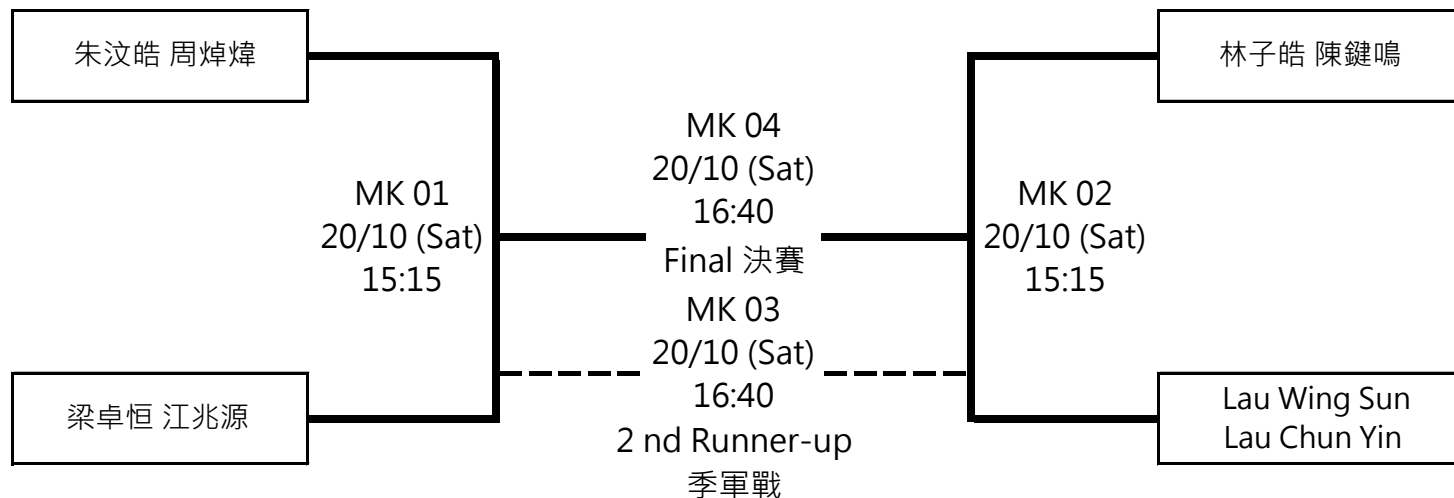 朱汶皓 周焯煒
林子皓 陳鍵鳴
MK 04
20/10 (Sat)
16:40
Final 決賽
MK 01
20/10 (Sat)
15:15
MK 02
20/10 (Sat)
15:15
MK 03
20/10 (Sat)
16:40
2 nd Runner-up
季軍戰
梁卓恒 江兆源
Lau Wing Sun
Lau Chun Yin